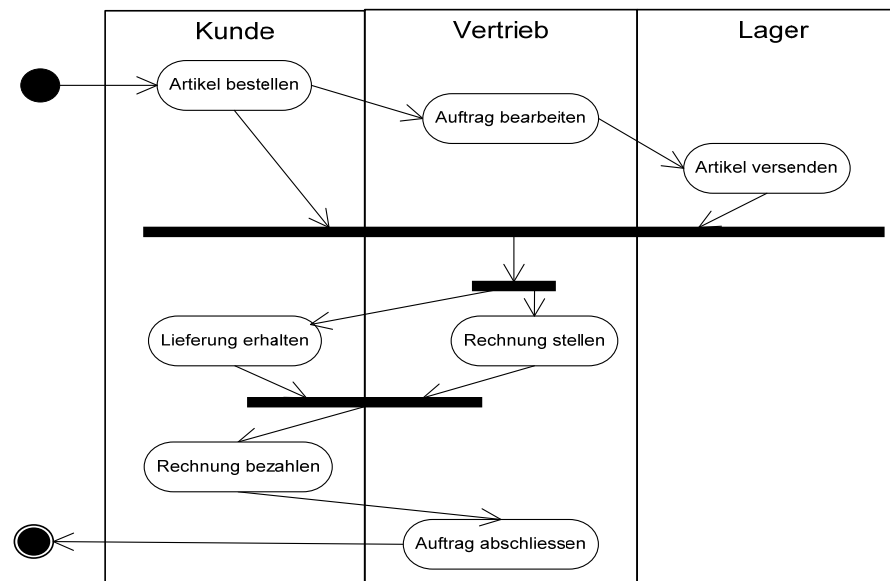 Kunde
Vertrieb
Lager
Artikel bestellen
Auftrag bearbeiten
Artikel versenden
Lieferung erhalten
Rechnung stellen
Rechnung bezahlen
Auftrag abschliessen